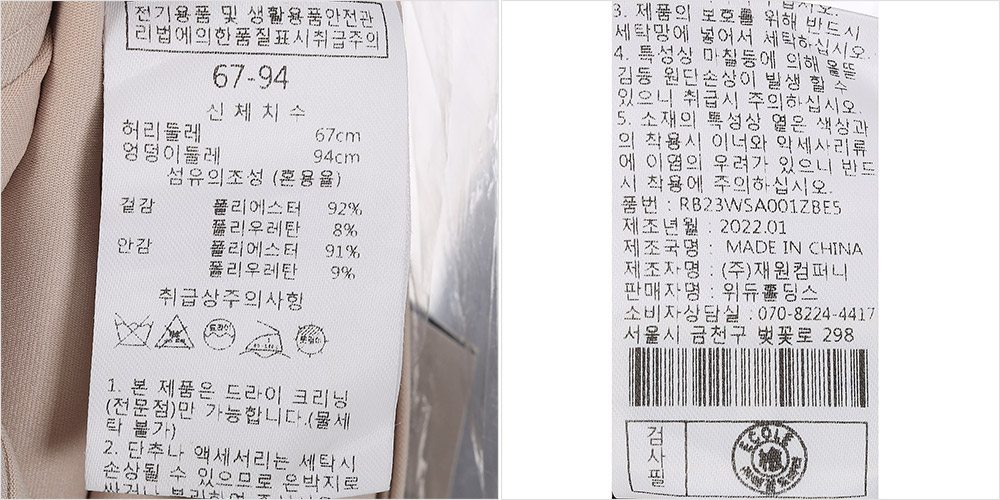 전기용품 및 생활용품안전관
리법에의한품질표시취급주의
67-94
신체치수
허리둘레 67cm
엉덩이둘레 94cm
섬유의조성 (혼용율)
겉감 폴리에스터 92%
폴리우레탄 8%
안감 폴리에스터 91%
폴리우레탄 9%
취급상주의사항
드라이
1. 본 제품은 드라이 크리닝
(전문점)만 가능합니다.(물세
탁 불가)
2. 단추나 액세서리는 세탁시
손상될 수 있으므로 은박지로
3. 제품의 보호를 위해 반드시
세탁망에 넣어서 세탁하십시오.
4. 특성상 마찰등에 의해 올뜯
김등 원단손상이 발생 할수
있으니 취급시 주의하십시오.
5. 소재의 특성상 옅은 색상과
의 착용시 이너와 악세사리류
에 이염의 우려가 있으니 반드
시 착용에 주의하십시오.
품번 : RB23WSA001ZBE5
제조년월 : 2022.01
제조국명 : MADE IN CHINA
제조자명 : (주)재원컴퍼니
판매자명 : 위듀홀딩스
소비자상담실 : 070-8224-4417
서울시 금천구 벚꽃로 298
검사필
ECOLE